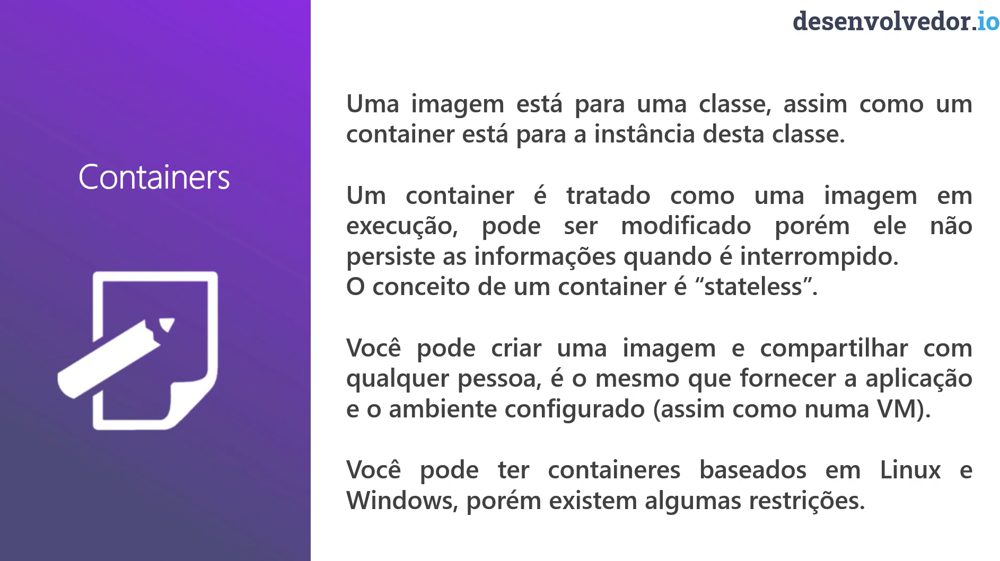 desenvolvedor.io
Containers
Uma imagem está para uma classe, assim como um
container está para a instância desta classe.
Um container é tratado como uma imagem em
execução, pode ser modificado porém ele não
persiste as informações quando é interrompido.
O conceito de um container é “stateless”.
Você pode criar uma imagem e compartilhar com
qualquer pessoa, é o mesmo que fornecer a aplicação
e o ambiente configurado (assim como numa VM).
Você pode ter containeres baseados em Linux e
Windows, porém existem algumas restrições.